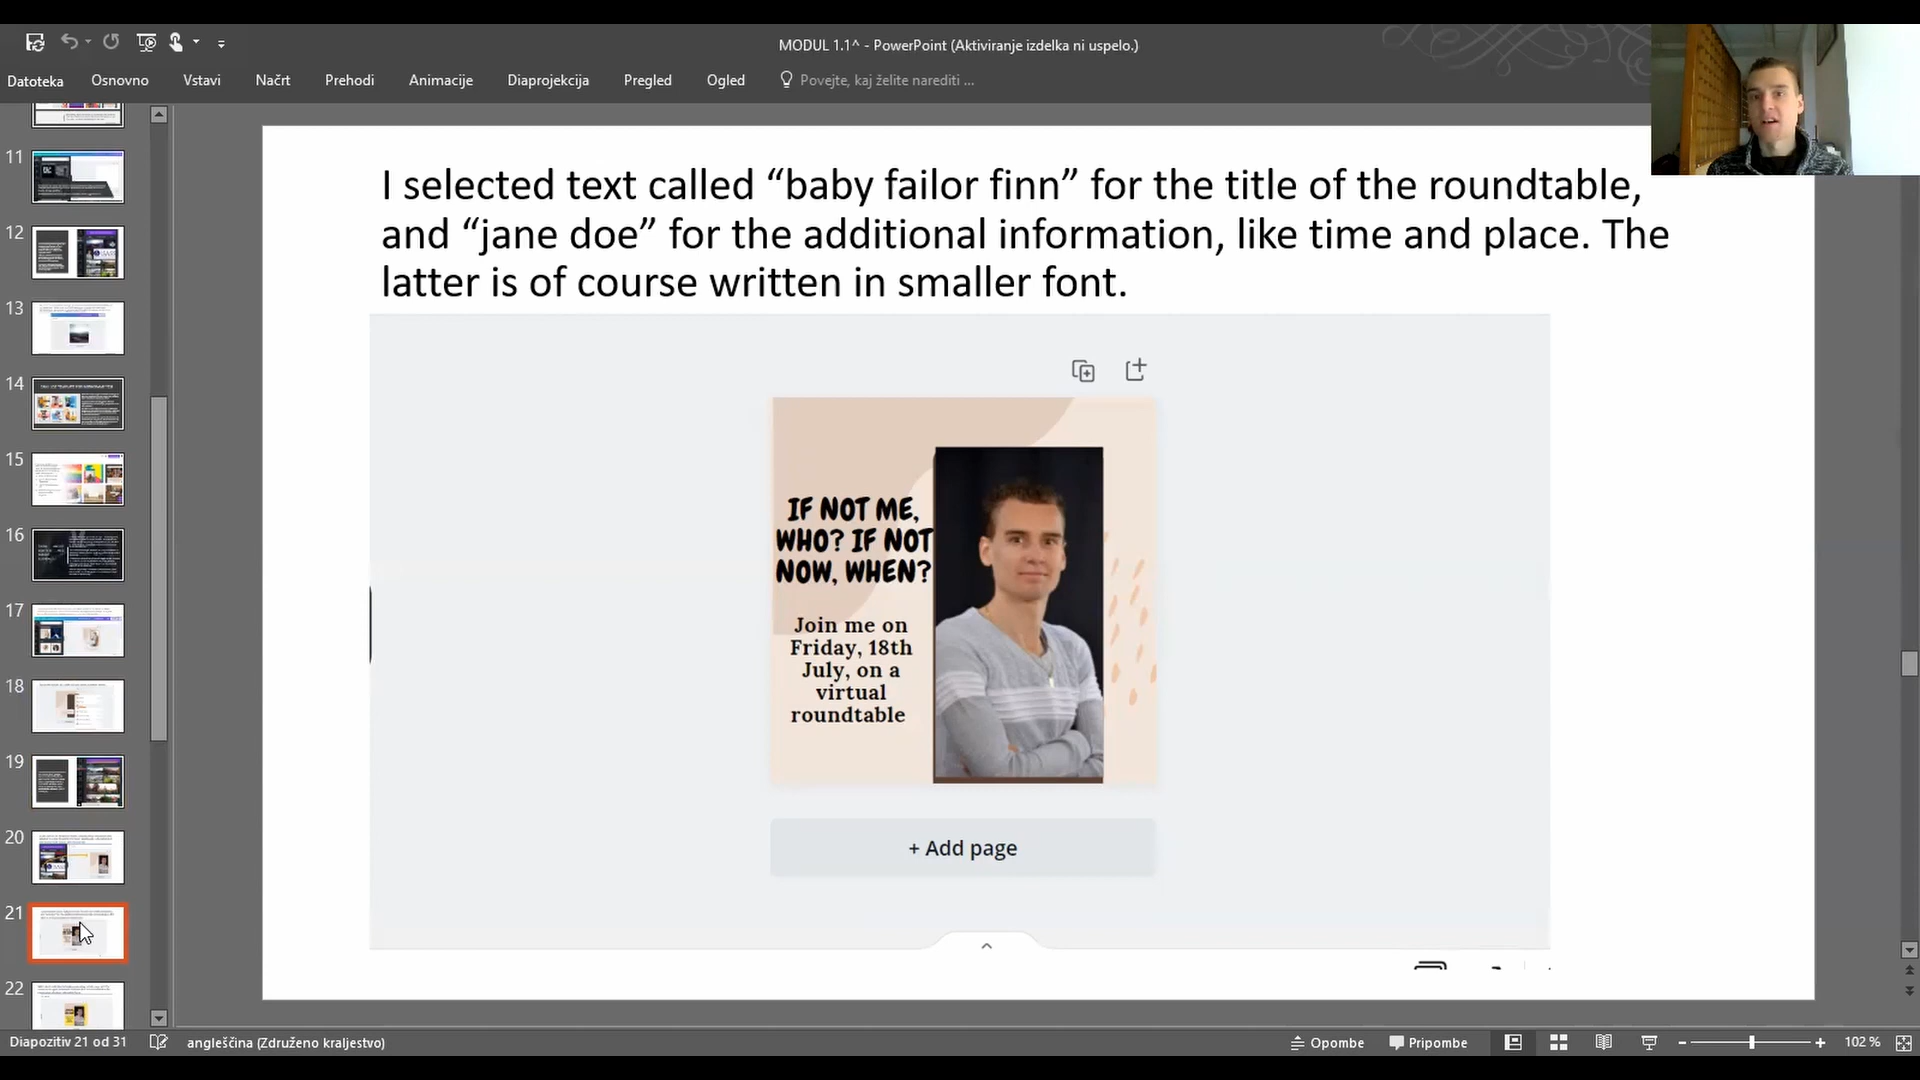 MODUL 1.1^ - PowerPoint (Aktiviranje izdelka ni uspelo.)
Datoteka Osnovno Vstavi Načrt Prehodi Animacije Diaprojekcija Pregled Ogled Povejte, kaj želite narediti ...
11
12
13
14
15
16
17
18
19
20
21
22
I selected text called “baby failor finn” for the title of the roundtable,
and “jane doe” for the additional information, like time and place. The
latter is of course written in smaller font.
IF NOT ME,
WHO? IF NOT
NOW, WHEN?
Join me on
Friday, 18th
July, on a
virtual
roundtable
+ Add page
Diapozitiv 21 od 31 angleščina (Združeno kraljestvo) Opombe Pripombe 102 %